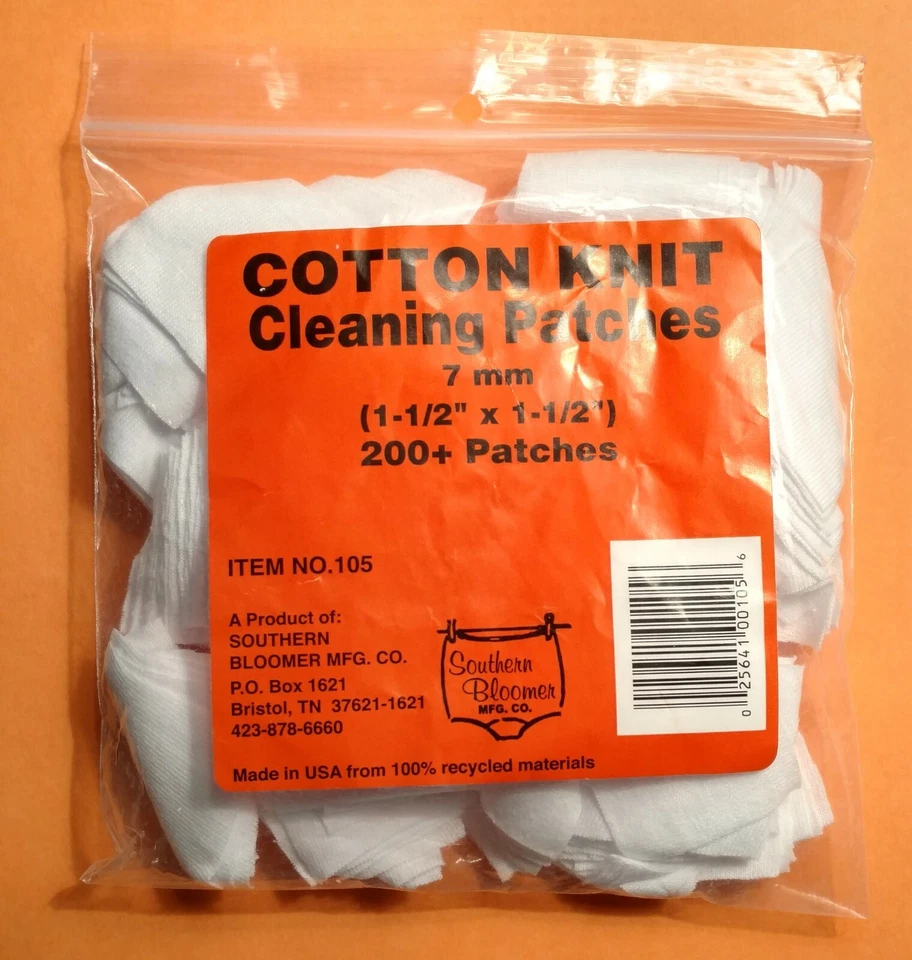 COTTON KNIT
Cleaning Patches
7 mm
(1-1/2" x 1-1/2")
200+ Patches
ITEM NO.105
A Product of:
SOUTHERN
BLOOMER MFG. CO.
P.O. Box 1621
Bristol, TN 37621-1621
423-878-6660
Southern
Bloomer
MFG. CO.
0 25641 00105 6
Made in USA from 100% recycled materials